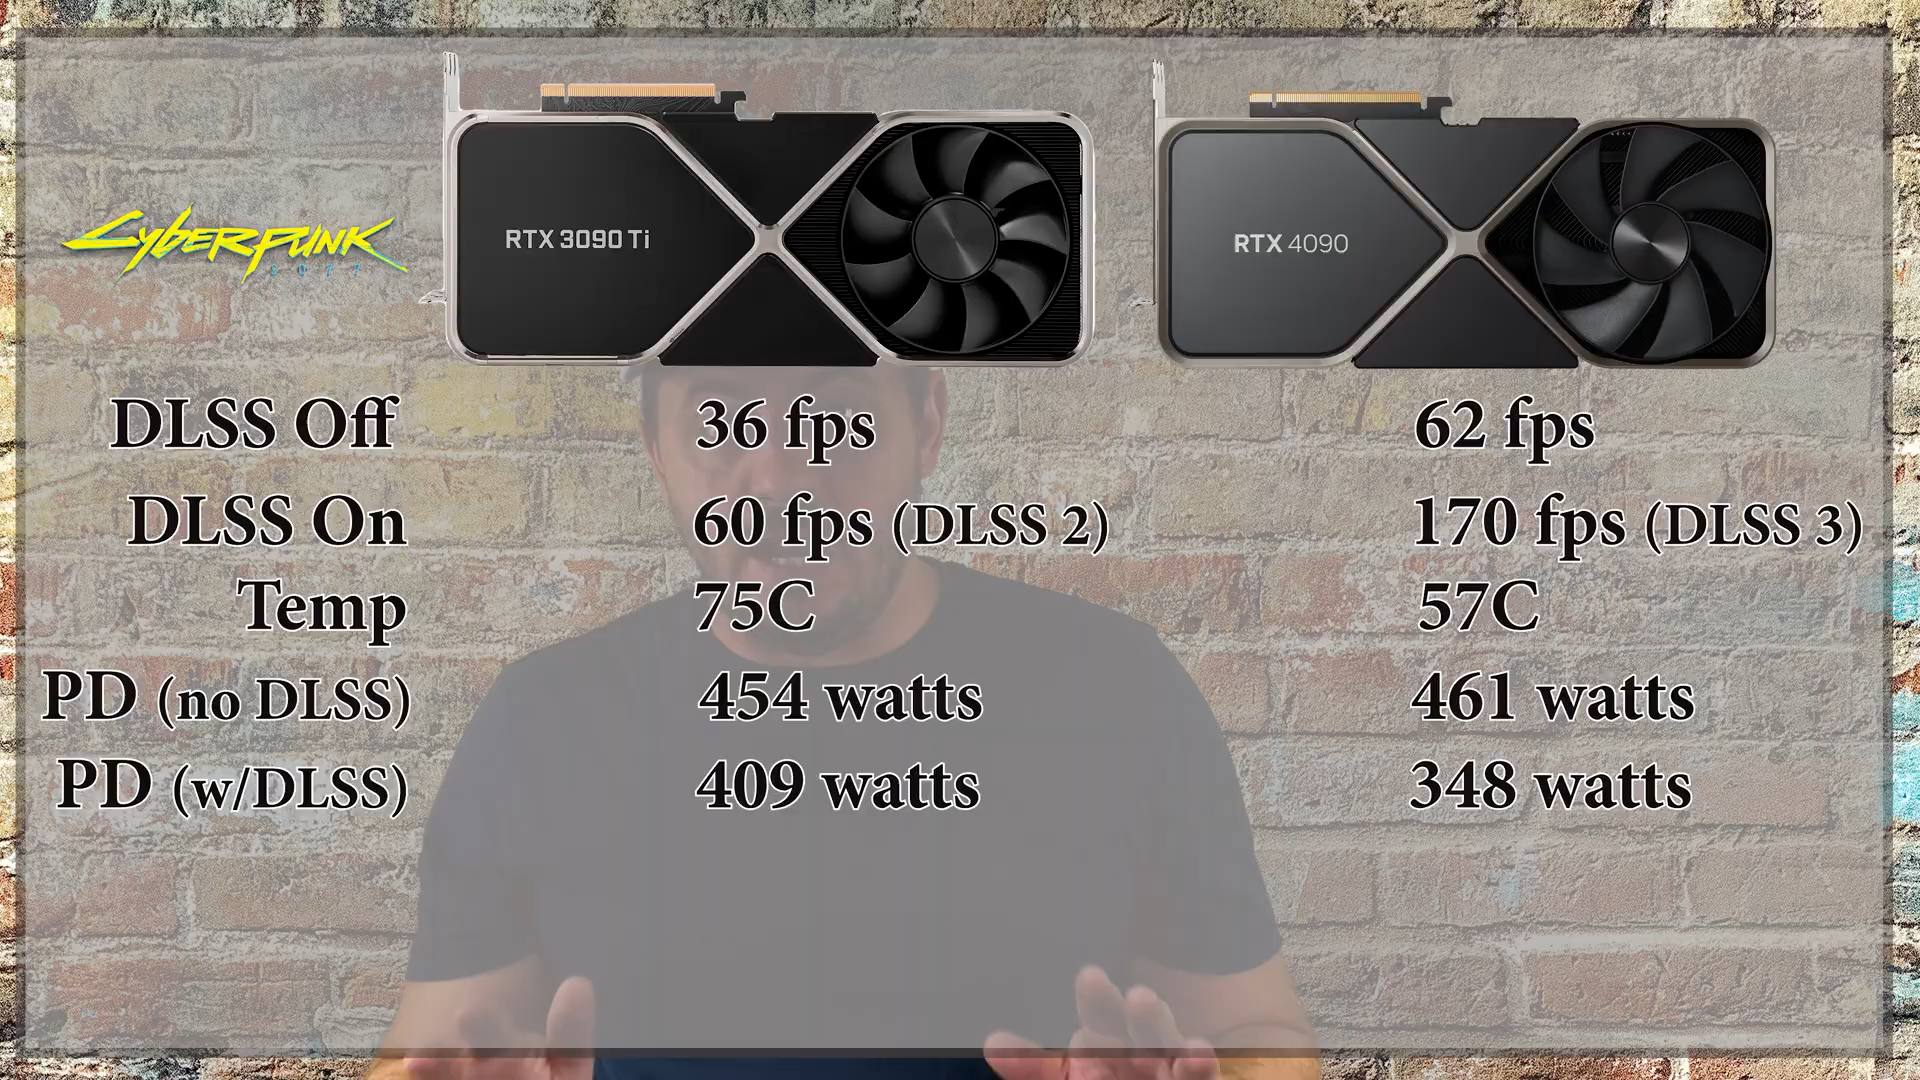 RTX 3090 Ti
RTX 4090
CYBERPUNK
2077
DLSS Off 36 fps 62 fps
DLSS On 60 fps (DLSS 2) 170 fps (DLSS 3)
Temp 75C 57C
PD (no DLSS) 454 watts 461 watts
PD (w/DLSS) 409 watts 348 watts